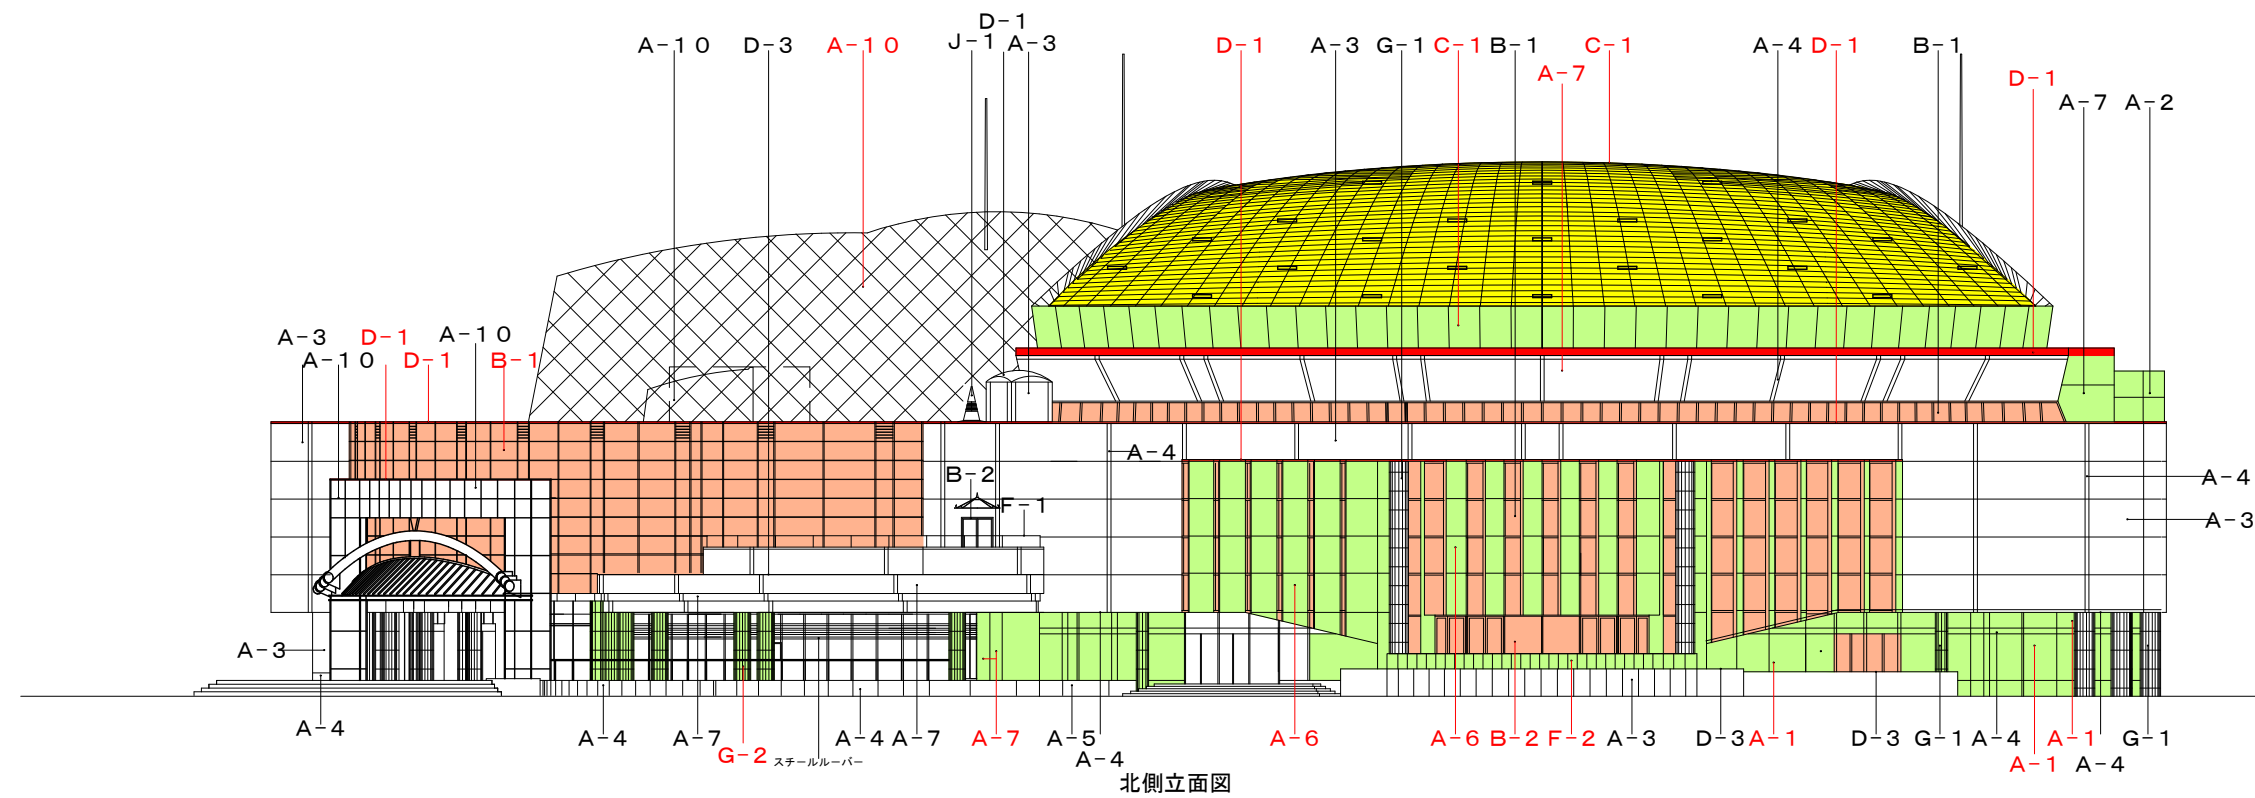 D-1
A-10 D-3 A-10 J-1 A-3 D-1 A-3 G-1 C-1 B-1 C-1 A-4 D-1 B-1
A-7 D-1
A-7 A-2
A-3 D-1 A-10
A-10 D-1 B-1
A-4
B-2 A-4
F-1
A-3
A-3
A-4 A-4 A-7 A-4 A-7 A-7 A-5 A-6 A-6 B-2 F-2 A-3 D-3 A-1 D-3 G-1 A-4 A-1 G-1
G-2 スチールルーバー A-4 A-1 A-4
北側立面図